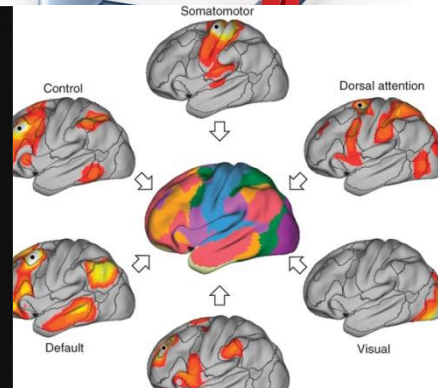 Somatomotor
Control
Dorsal attention
Default
Visual